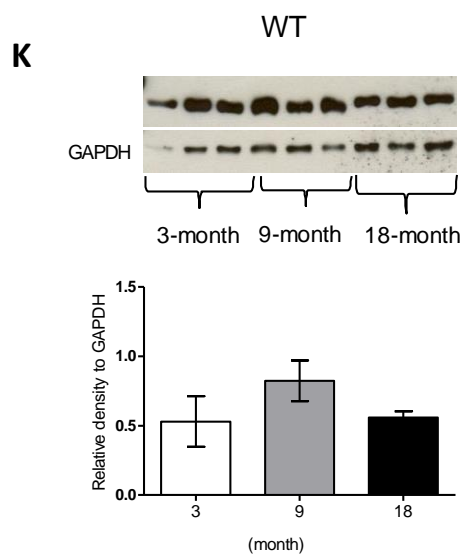 WT
K
GAPDH
3-month 9-month 18-month
1.5
1.0
0.5
0.0
Relative density to GAPDH
3 9 18
(month)